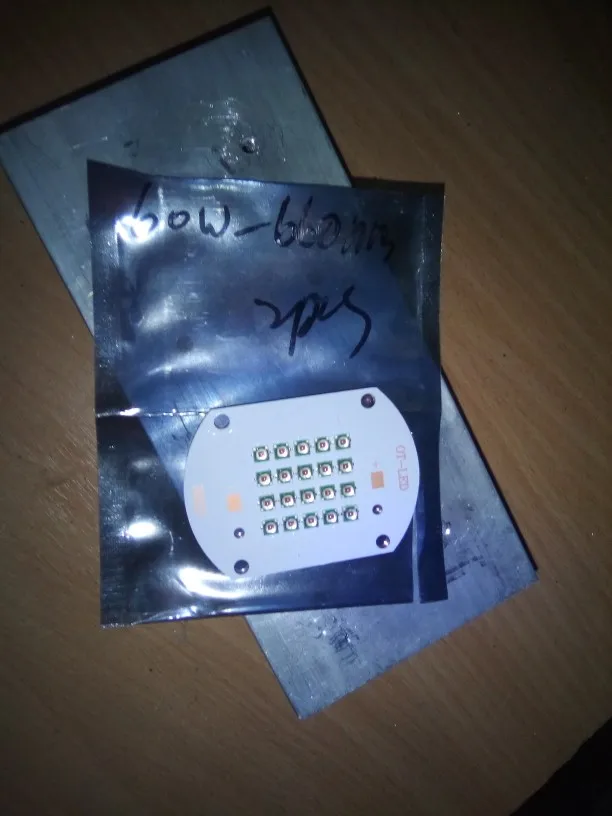 60W-660nm
2pcs
OT-LED
+